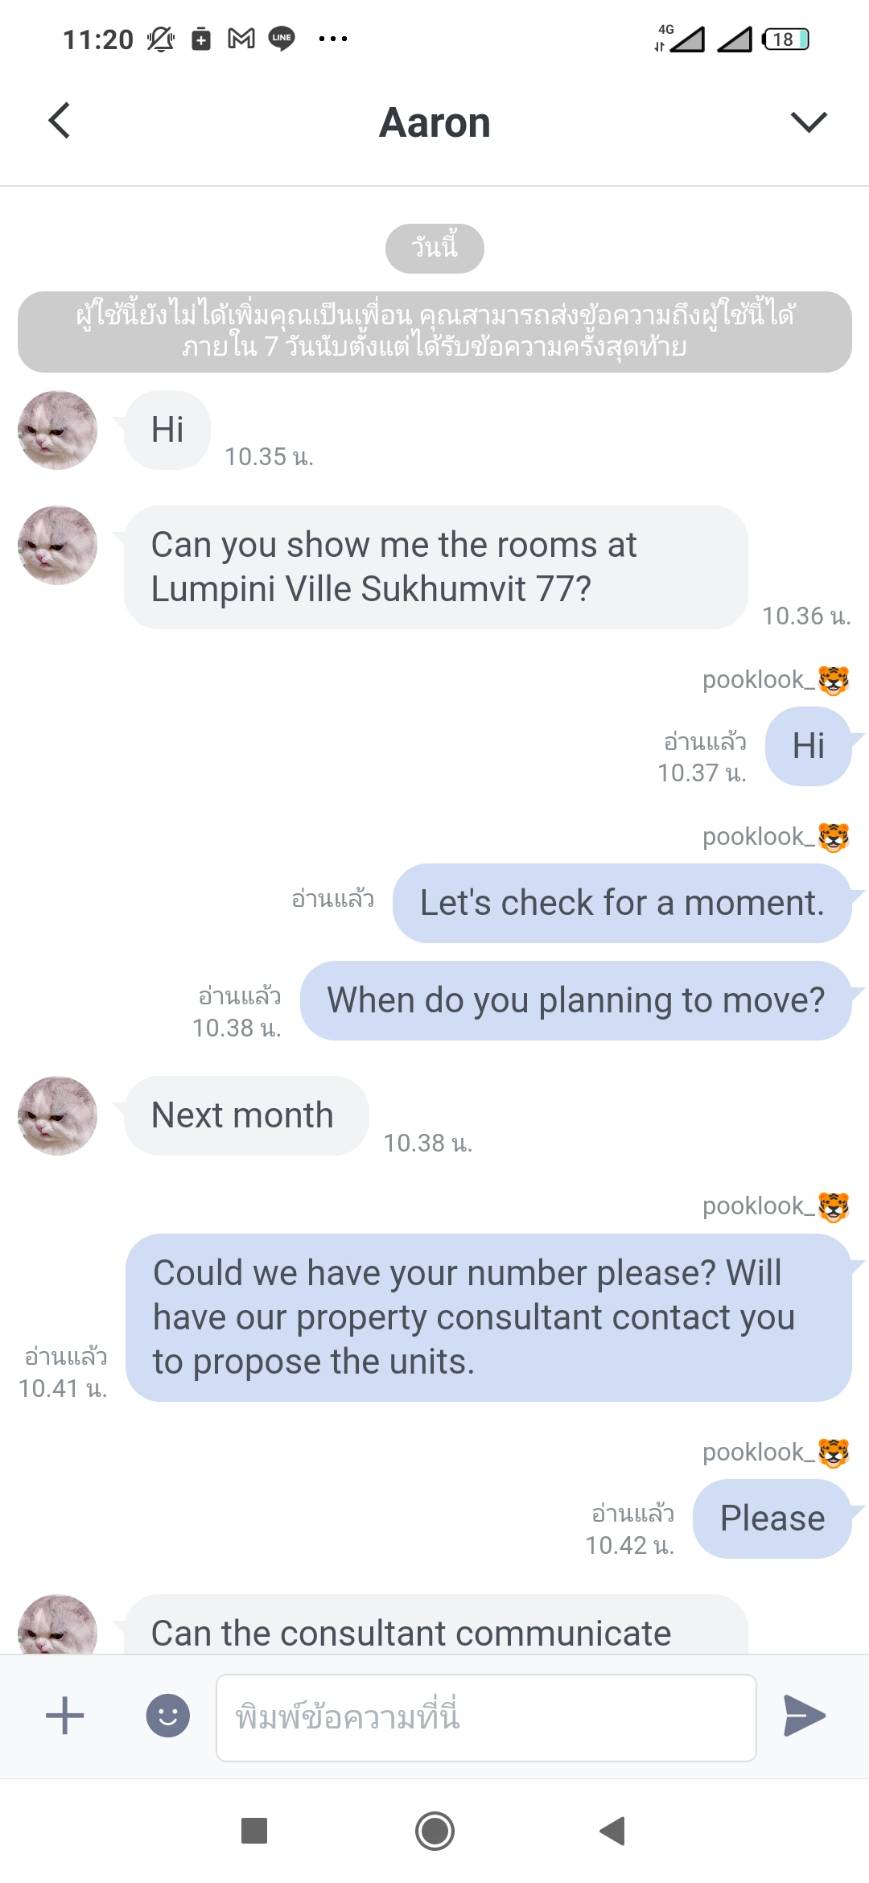 11:20
LINE
4G
18
Aaron
วันนี้
ผู้ใช้นี้ยังไม่ได้เพิ่มคุณเป็นเพื่อน คุณสามารถส่งข้อความถึงผู้ใช้นี้ได้
ภายใน 7 วันนับตั้งแต่ได้รับข้อความครั้งสุดท้าย
Hi
10.35 น.
Can you show me the rooms at
Lumpini Ville Sukhumvit 77?
10.36 น.
pooklook_🐯
อ่านแล้ว
10.37 น.
Hi
pooklook_🐯
อ่านแล้ว
Let's check for a moment.
อ่านแล้ว
10.38 น.
When do you planning to move?
Next month
10.38 น.
pooklook_🐯
Could we have your number please? Will
have our property consultant contact you
to propose the units.
อ่านแล้ว
10.41 น.
pooklook_🐯
อ่านแล้ว
10.42 น.
Please
Can the consultant communicate
พิมพ์ข้อความที่นี่